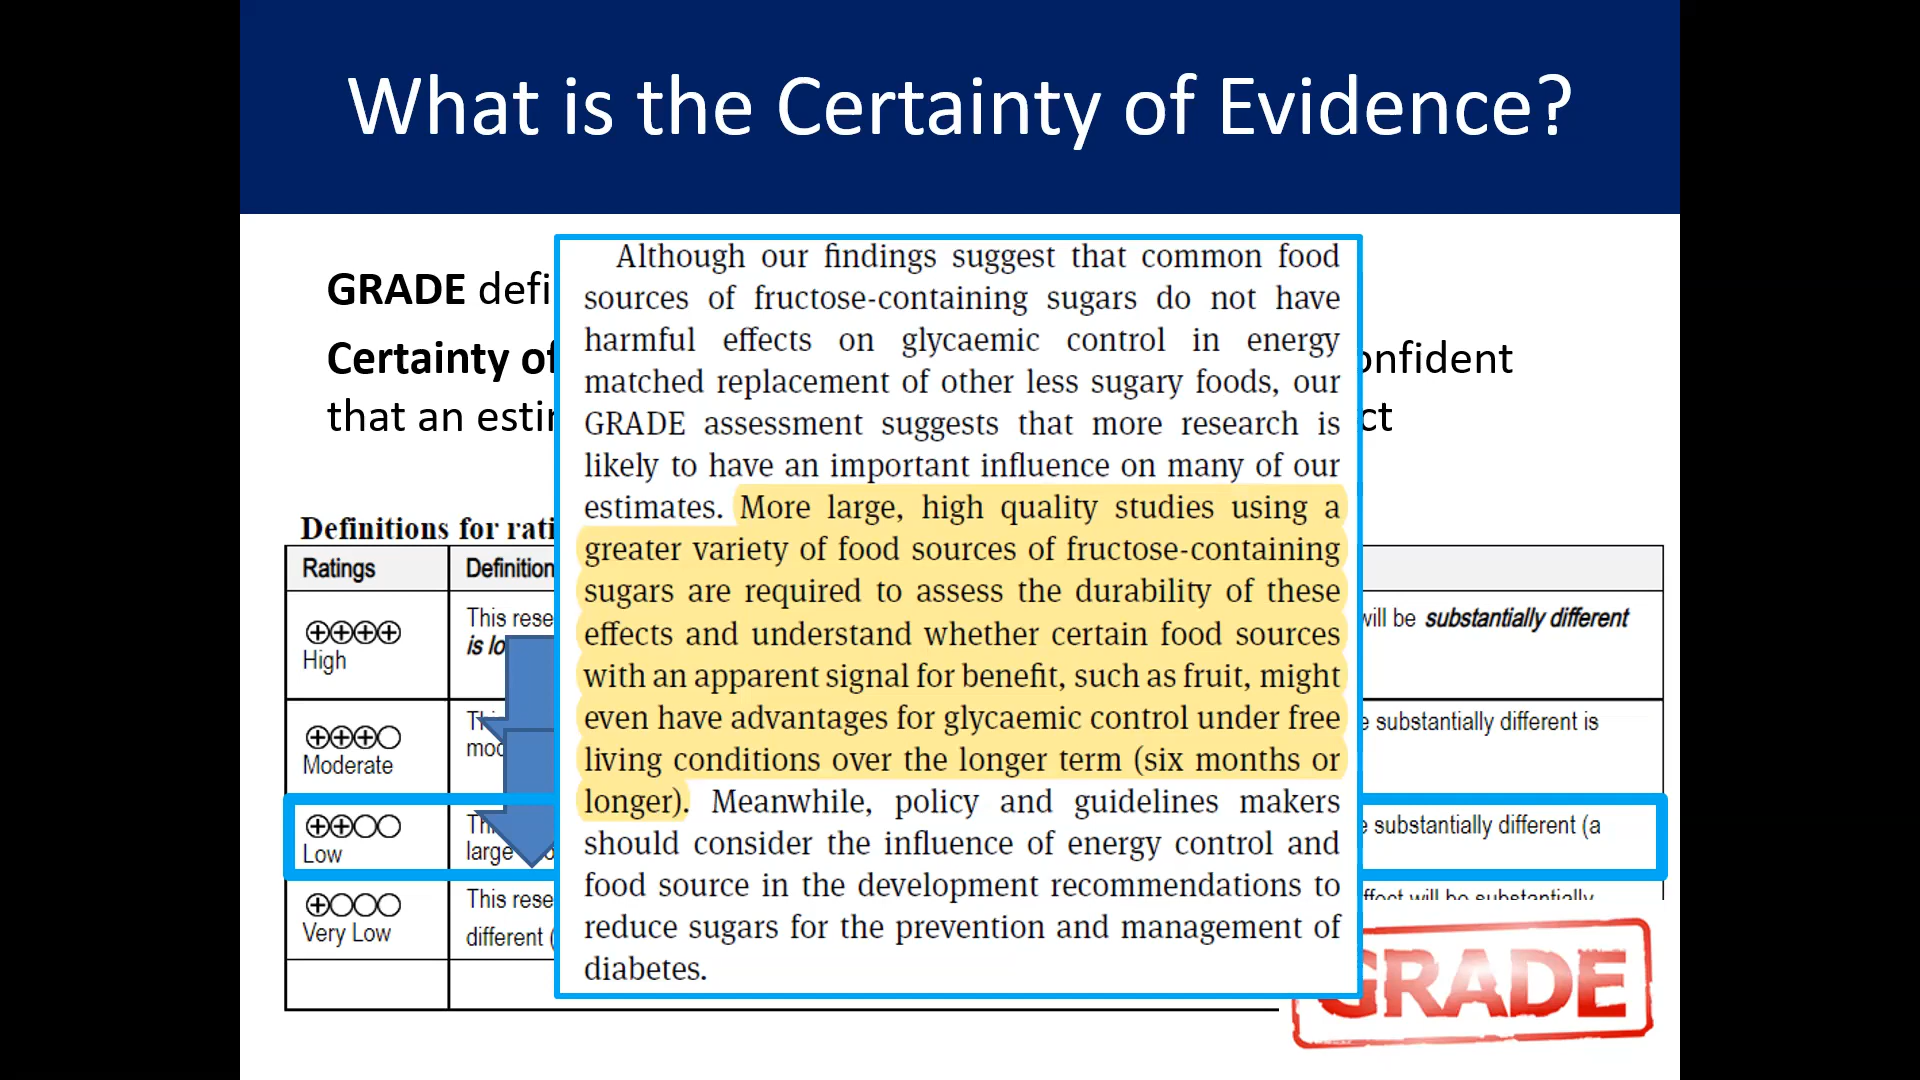 What is the Certainty of Evidence?
GRADE defi
Certainty of onfident
that an esti ct
Although our findings suggest that common food
sources of fructose-containing sugars do not have
harmful effects on glycaemic control in energy
matched replacement of other less sugary foods, our
GRADE assessment suggests that more research is
likely to have an important influence on many of our
estimates. More large, high quality studies using a
greater variety of food sources of fructose-containing
sugars are required to assess the durability of these
effects and understand whether certain food sources
with an apparent signal for benefit, such as fruit, might
even have advantages for glycaemic control under free
living conditions over the longer term (six months or
longer). Meanwhile, policy and guidelines makers
should consider the influence of energy control and
food source in the development recommendations to
reduce sugars for the prevention and management of
diabetes.
Definitions for rati
Ratings Definition
High
This rese will be substantially different
is lo
Moderate
substantially different is
Low
substantially different (a
large
Very Low
This rese ffect will be substantially
different (
GRADE